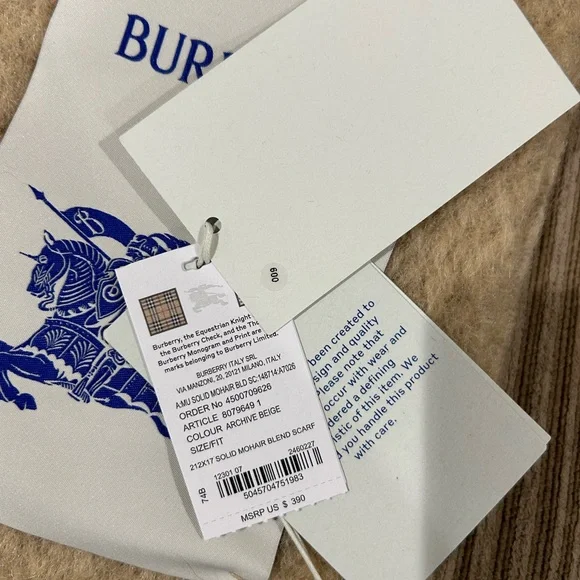 BUR
B
009
Burberry, the Equestrian Knight
the Burberry Check, and the Th
Burberry Monogram and Print are
marks belonging to Burberry Limited.
BURBERRY ITALY SRL
VIA MANZONI, 20, 20121 MILANO, ITALY
A:MU SOLID MOHAIR BLD SC:148714:A7026
ORDER No 4500709626
ARTICLE 8079649 1
COLOUR ARCHIVE BEIGE
SIZE/FIT
212X17 SOLID MOHAIR BLEND SCARF
74B
12301 07 2460227
5045704751983
MSRP US $ 390
been created to
sign and quality
ease note that
occur with wear and
dered a defining
istic of this item. We
d you handle this product
with care.